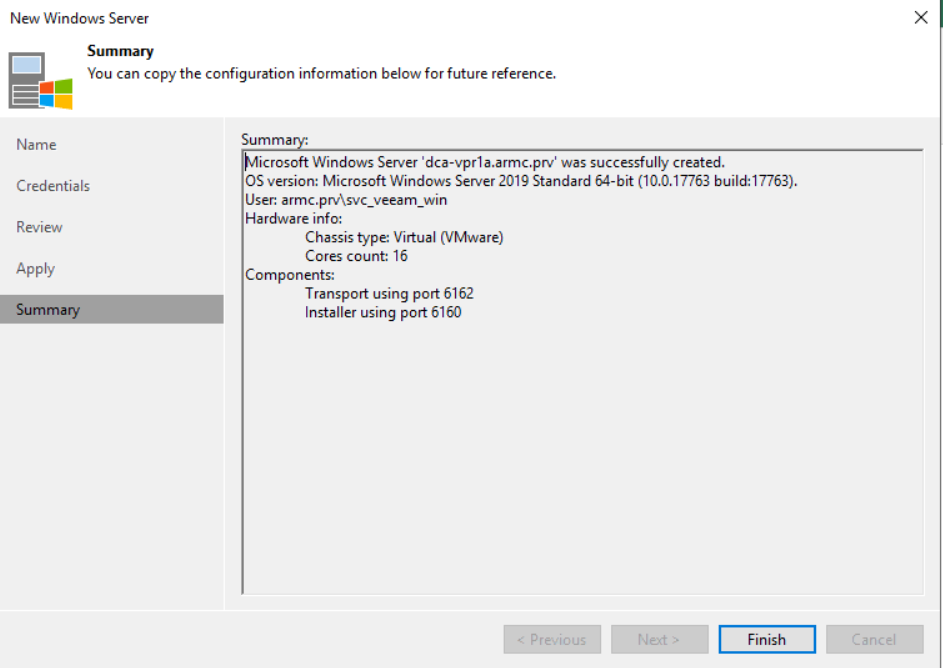 New Windows Server
Summary
You can copy the configuration information below for future reference.
Name
Credentials
Review
Apply
Summary
Summary:
Microsoft Windows Server 'dca-vpr1a.armc.prv' was successfully created.
OS version: Microsoft Windows Server 2019 Standard 64-bit (10.0.17763 build:17763).
User: armc.prv\svc_veeam_win
Hardware info:
Chassis type: Virtual (VMware)
Cores count: 16
Components:
Transport using port 6162
Installer using port 6160
< Previous
Next >
Finish
Cancel